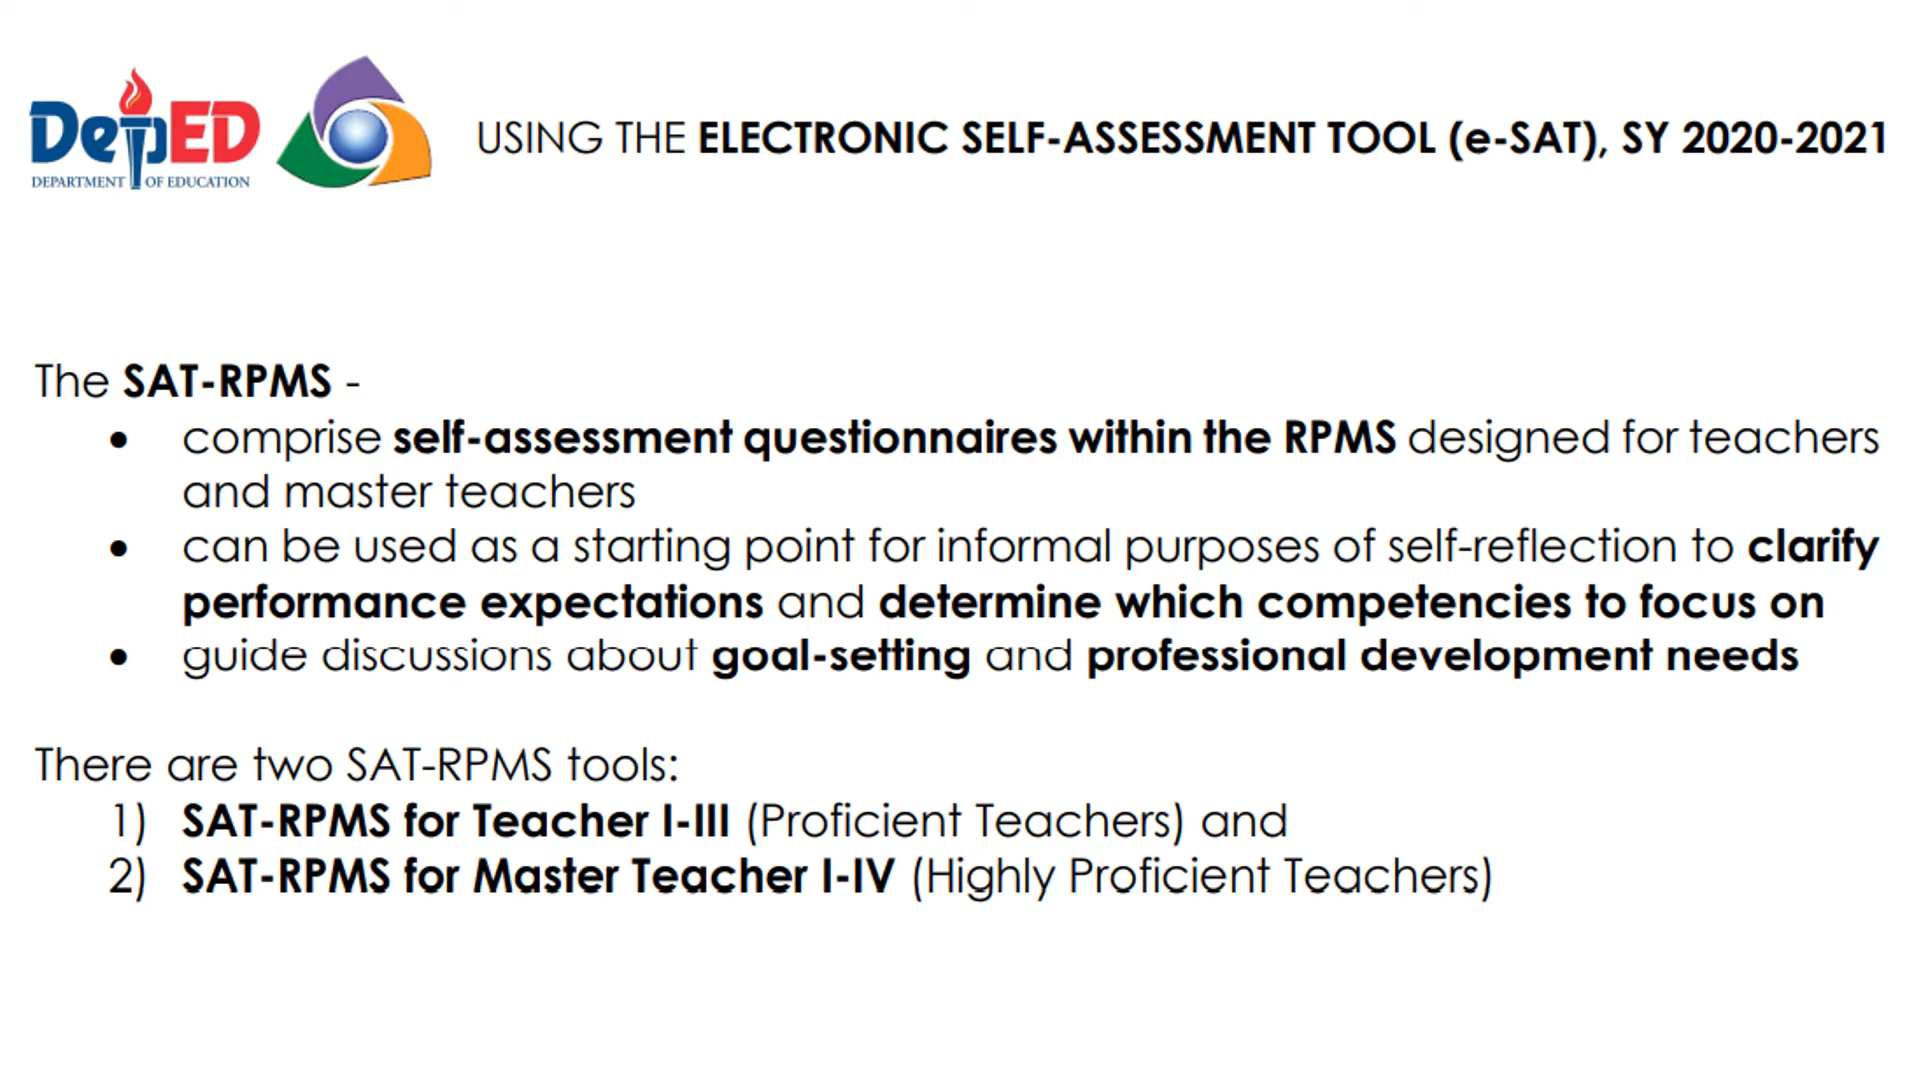 DepED
DEPARTMENT OF EDUCATION
USING THE ELECTRONIC SELF-ASSESSMENT TOOL (e-SAT), SY 2020-2021
The SAT-RPMS -
• comprise self-assessment questionnaires within the RPMS designed for teachers
and master teachers
• can be used as a starting point for informal purposes of self-reflection to clarify
performance expectations and determine which competencies to focus on
• guide discussions about goal-setting and professional development needs
There are two SAT-RPMS tools:
1) SAT-RPMS for Teacher I-III (Proficient Teachers) and
2) SAT-RPMS for Master Teacher I-IV (Highly Proficient Teachers)